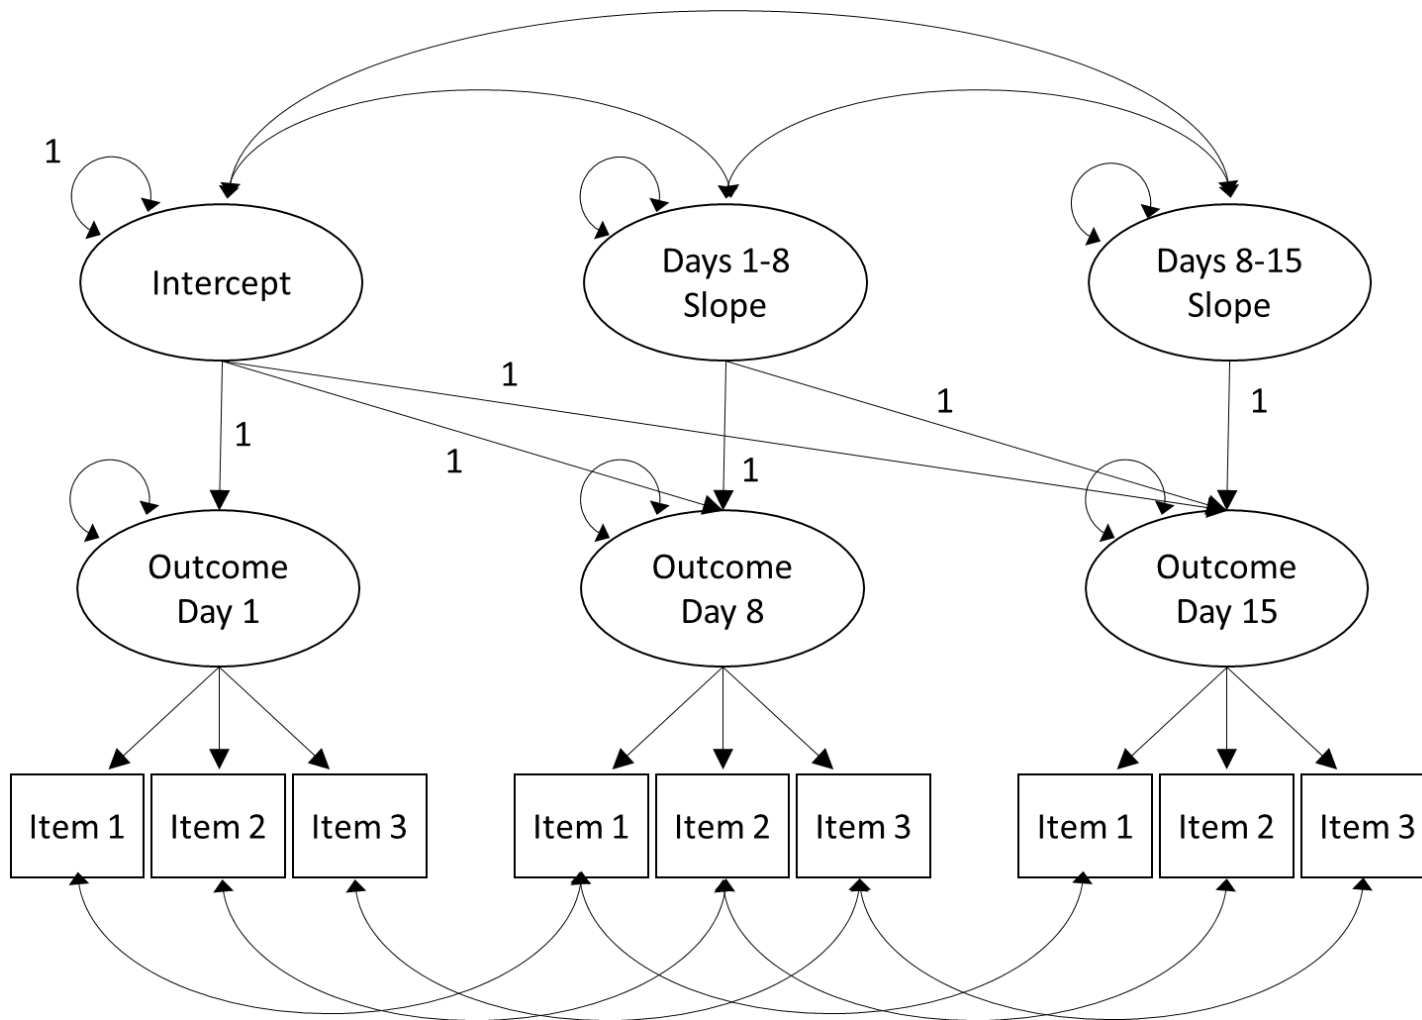 1
Intercept
Days 1-8
Slope
Days 8-15
Slope
1
1
1
1
1
1
Outcome
Day 1
Outcome
Day 8
Outcome
Day 15
Item 1
Item 2
Item 3
Item 1
Item 2
Item 3
Item 1
Item 2
Item 3